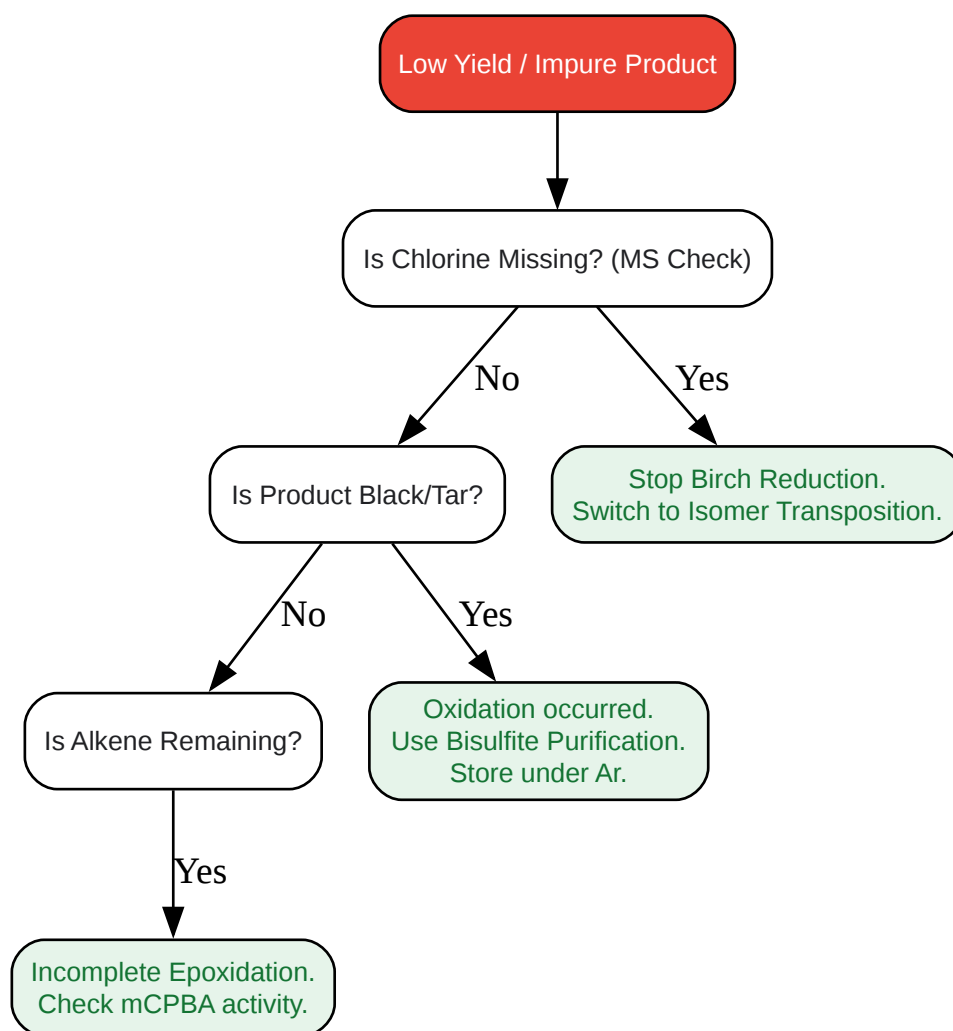 Low Yield / Impure Product
Is Chlorine Missing? (MS Check)
No
Yes
Is Product Black/Tar?
Stop Birch Reduction.
Switch to Isomer Transposition.
No
Yes
Is Alkene Remaining?
Oxidation occurred.
Use Bisulfite Purification.
Store under Ar.
Yes
Incomplete Epoxidation.
Check mCPBA activity.